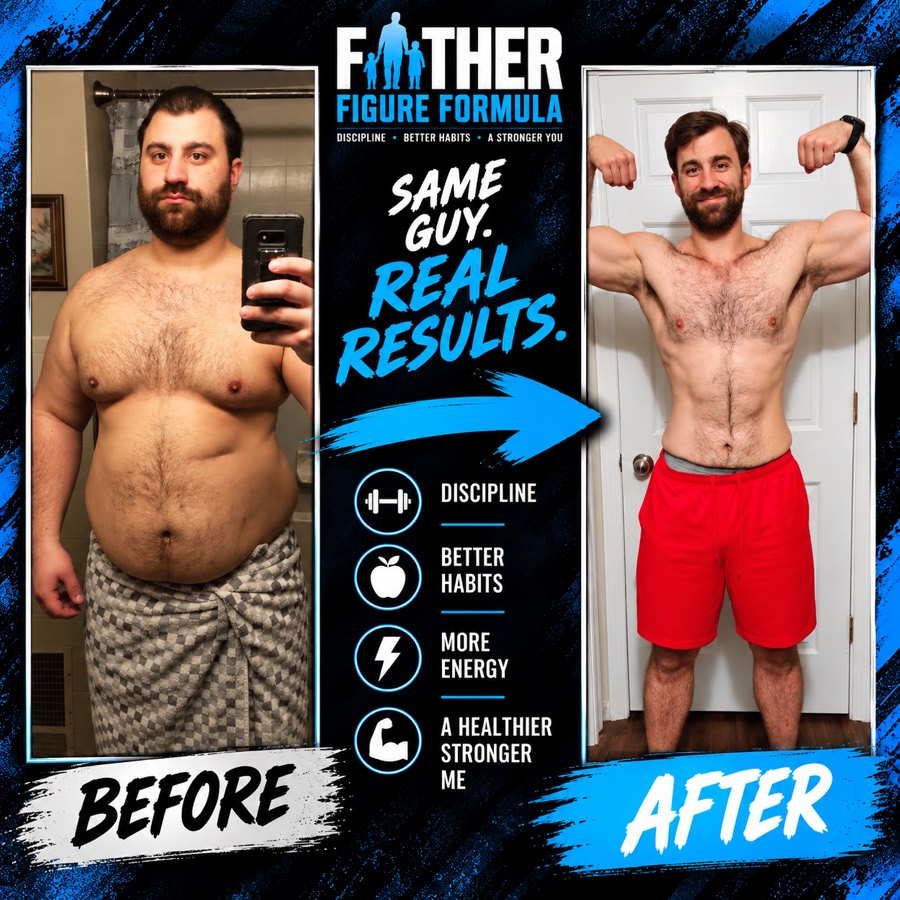 FATHER
FIGURE FORMULA
DISCIPLINE • BETTER HABITS • A STRONGER YOU
SAME
GUY.
REAL
RESULTS.
DISCIPLINE
BETTER
HABITS
MORE
ENERGY
A HEALTHIER
STRONGER
ME
BEFORE
AFTER